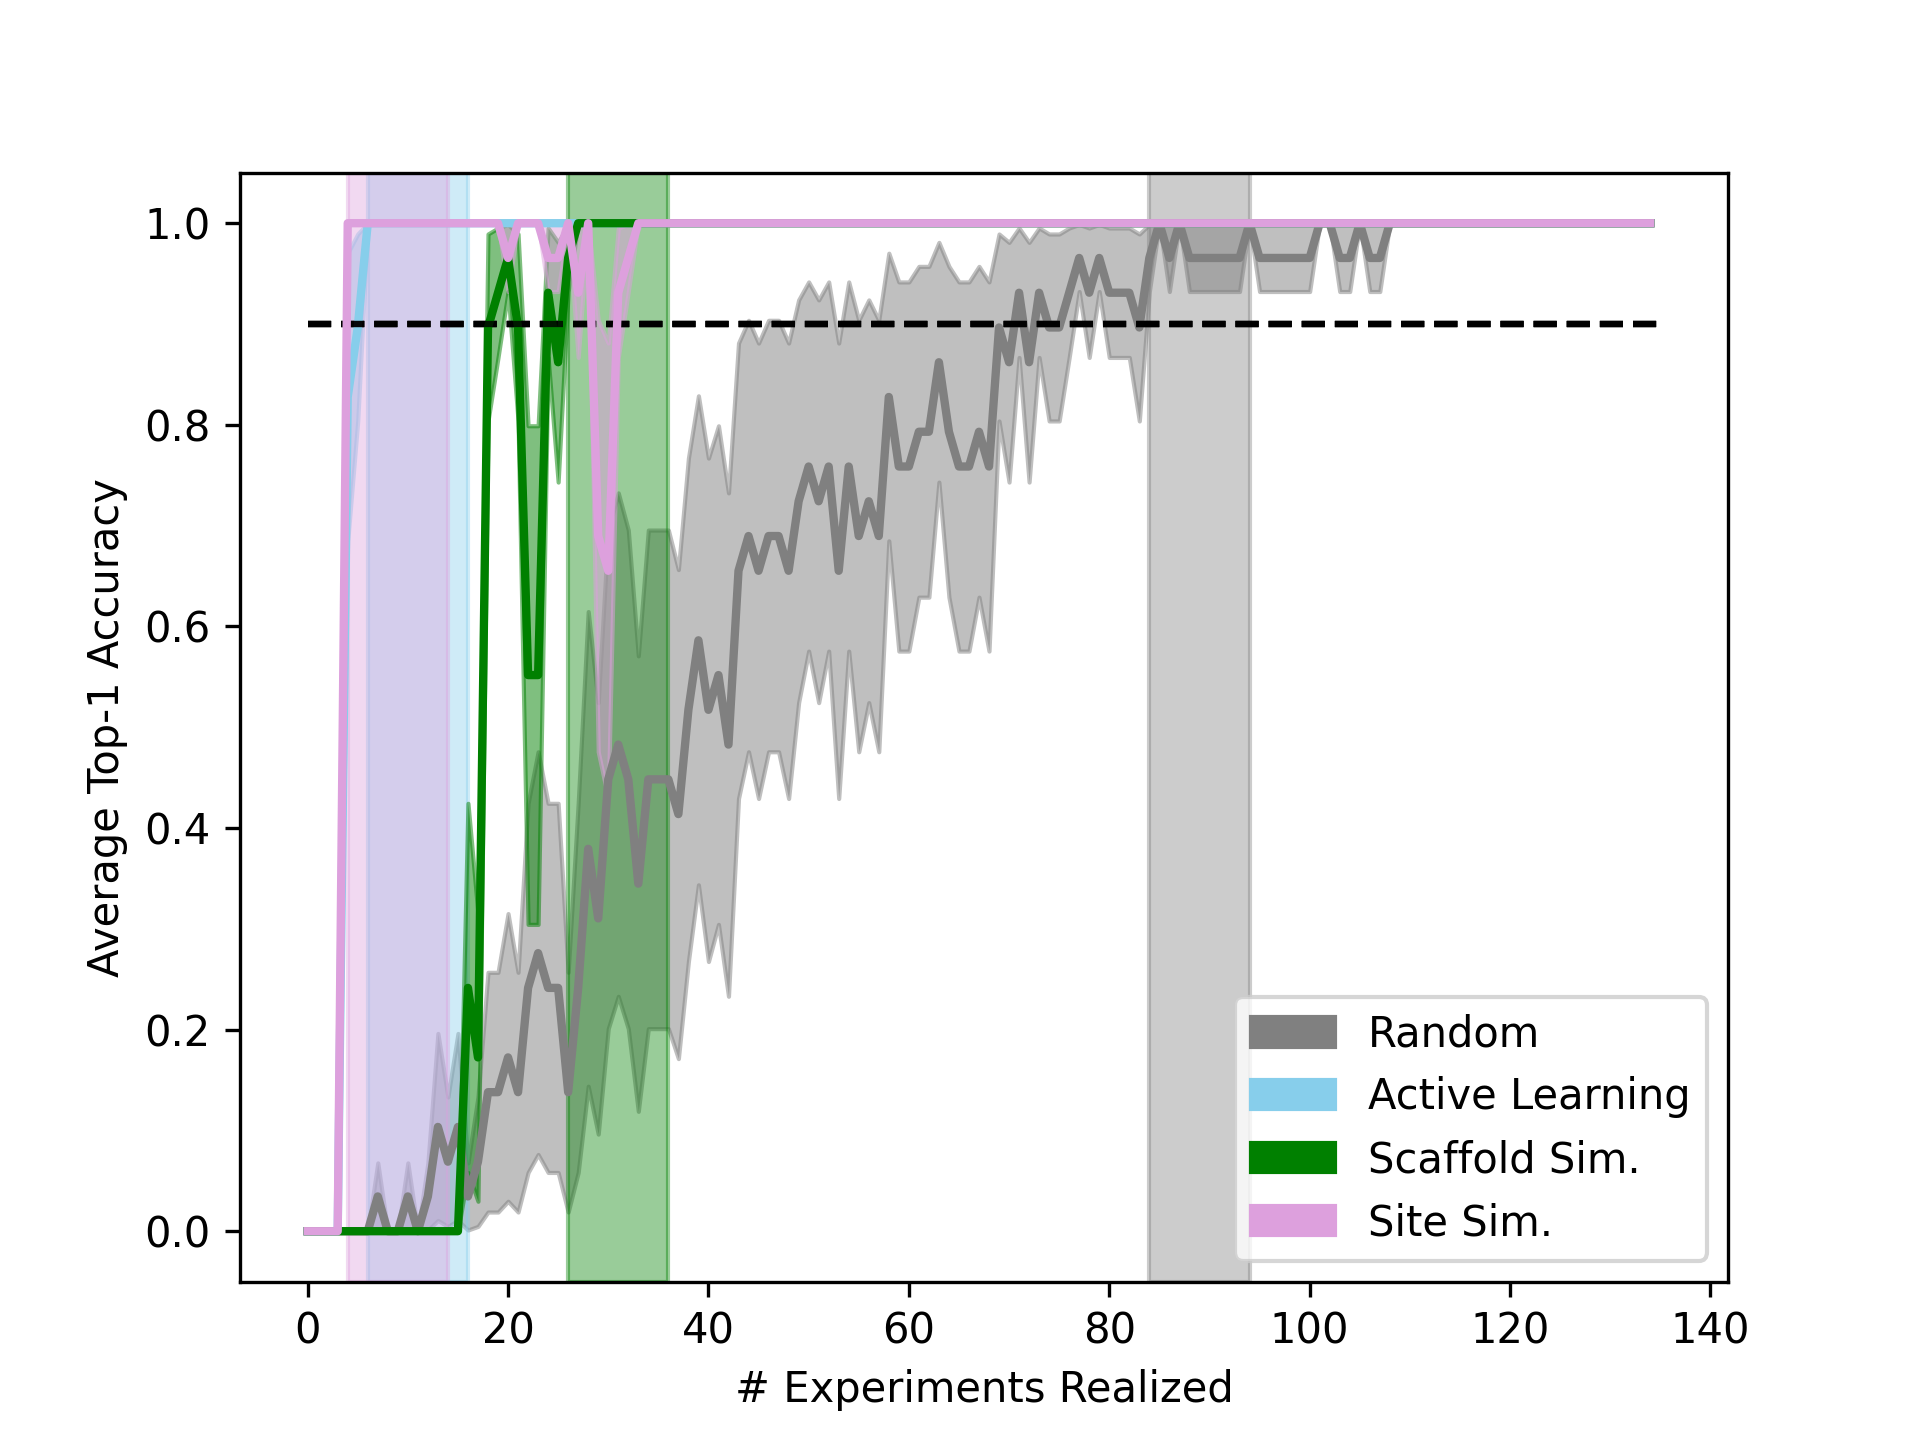 1.0
0.8
0.6
0.4
0.2
0.0
Average Top-1 Accuracy
0 20 40 60 80 100 120 140
# Experiments Realized
Random
Active Learning
Scaffold Sim.
Site Sim.